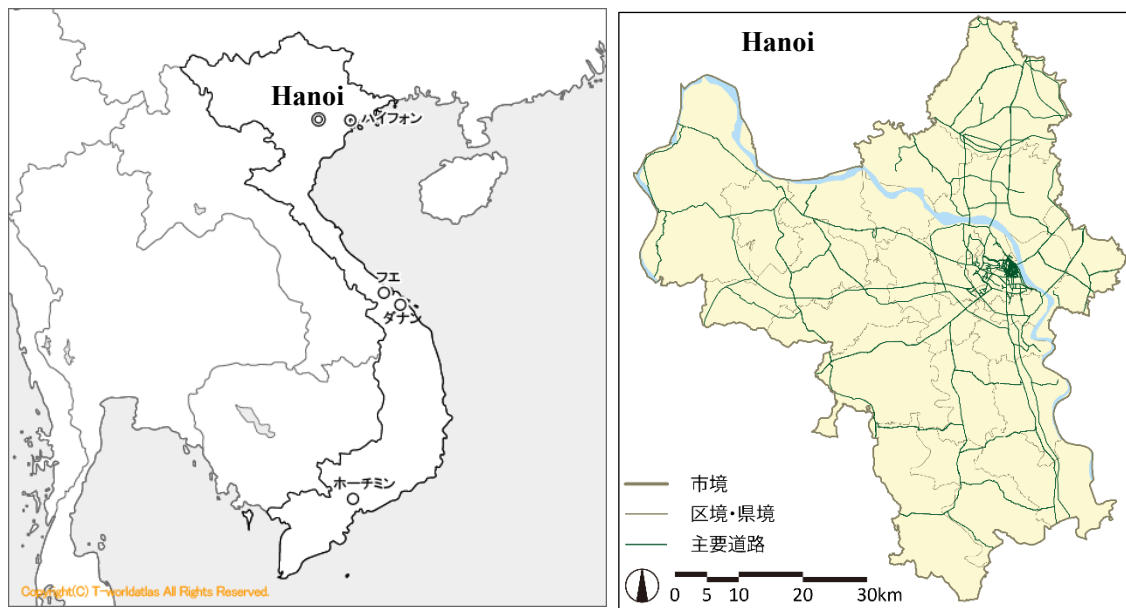 Hanoi
ハイフォン
フエ
ダナン
ホーチミン
Copyright(C) T-worldatlas All Rights Reserved.
Hanoi
市境
区境・県境
主要道路
0 5 10 20 30km